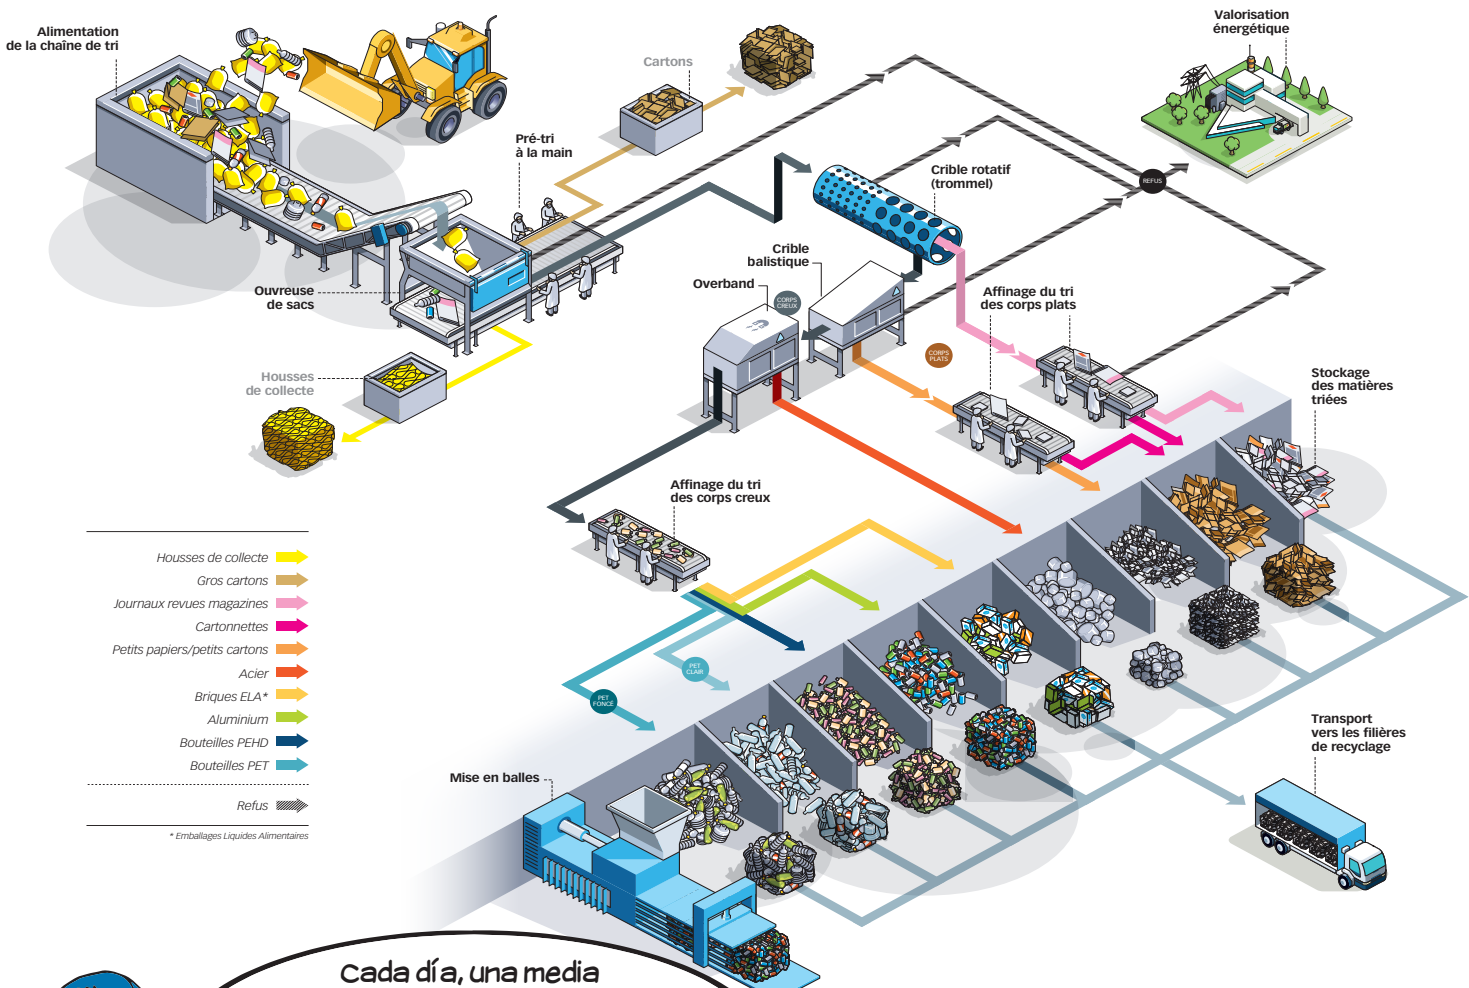 Alimentation
de la chaîne de tri
Cartons
Valorisation
énergétique
Pré-tri
à la main
Crible rotatif
(trommel)
REFUS
Crible
balistique
Overband
CORPS
CREUX
Ouvreuse
de sacs
Affinage du tri
des corps plats
CORPS
PLATS
Housses
de collecte
Stockage
des matières
triées
Affinage du tri
des corps creux
Housses de collecte
Gros cartons
Journaux revues magazines
Cartonnettes
Petits papiers/petits cartons
Acier
Briques ELA*
Aluminium
Bouteilles PEHD
Bouteilles PET
Refus
* Emballages Liquides Alimentaires
PET
CLAIR
PET
FONCÉ
Mise en balles
Transport
vers les filières
de recyclage
Cada día, una media